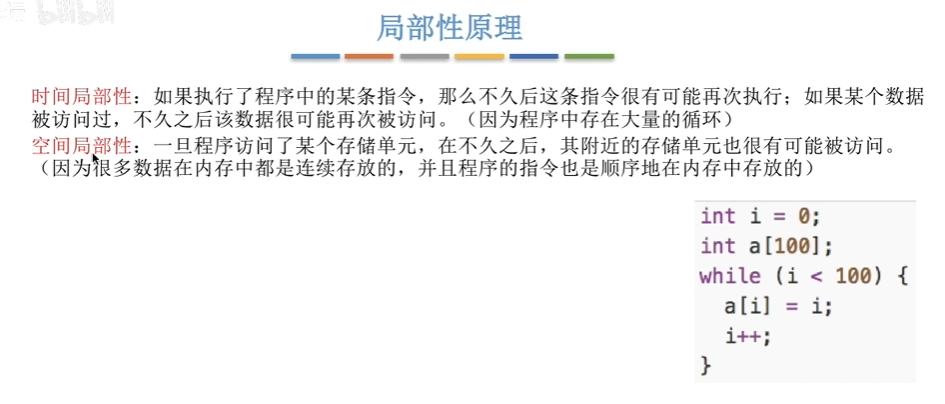 局部性原理
时间局部性：如果执行了程序中的某条指令，那么不久后这条指令很有可能再次执行；如果某个数据
被访问过，不久之后该数据很可能再次被访问。（因为程序中存在大量的循环）
空间局部性：一旦程序访问了某个存储单元，在不久之后，其附近的存储单元也很有可能被访问。
（因为很多数据在内存中都是连续存放的，并且程序的指令也是顺序地在内存中存放的）
int i = 0;
int a[100];
while (i < 100) {
  a[i] = i;
  i++;
}